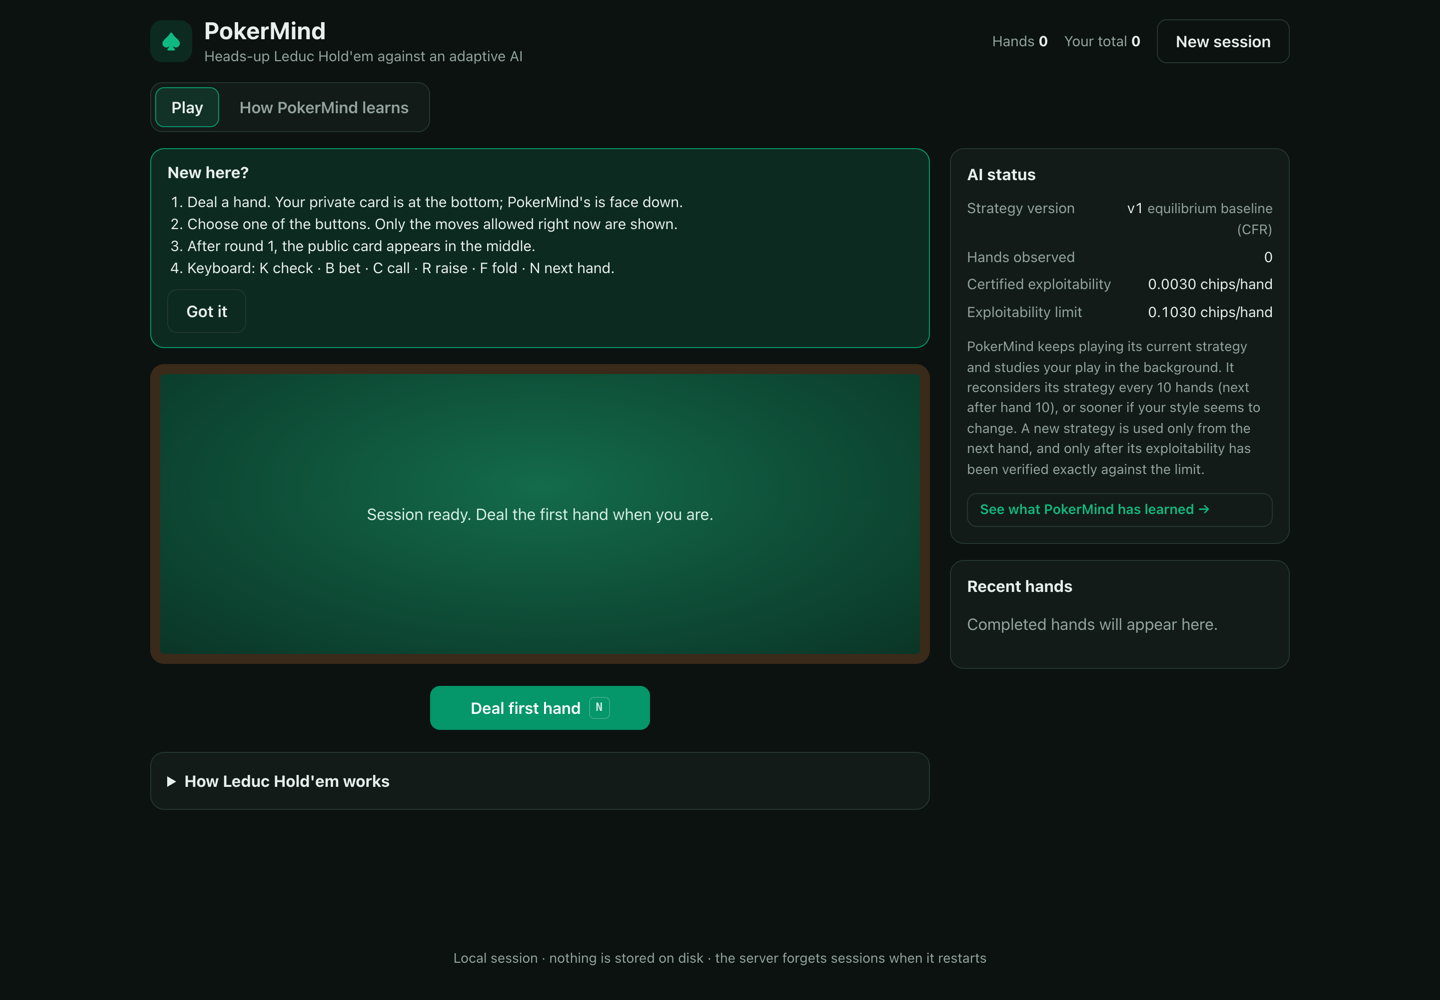 PokerMind
Heads-up Leduc Hold'em against an adaptive AI
Hands 0 Your total 0
New session
Play
How PokerMind learns
New here?
1. Deal a hand. Your private card is at the bottom; PokerMind's is face down.
2. Choose one of the buttons. Only the moves allowed right now are shown.
3. After round 1, the public card appears in the middle.
4. Keyboard: K check · B bet · C call · R raise · F fold · N next hand.
Got it
Session ready. Deal the first hand when you are.
Deal first hand N
▶ How Leduc Hold'em works
AI status
Strategy version v1 equilibrium baseline
(CFR)
Hands observed 0
Certified exploitability 0.0030 chips/hand
Exploitability limit 0.1030 chips/hand
PokerMind keeps playing its current strategy
and studies your play in the background. It
reconsiders its strategy every 10 hands (next
after hand 10), or sooner if your style seems to
change. A new strategy is used only from the
next hand, and only after its exploitability has
been verified exactly against the limit.
See what PokerMind has learned →
Recent hands
Completed hands will appear here.
Local session · nothing is stored on disk · the server forgets sessions when it restarts